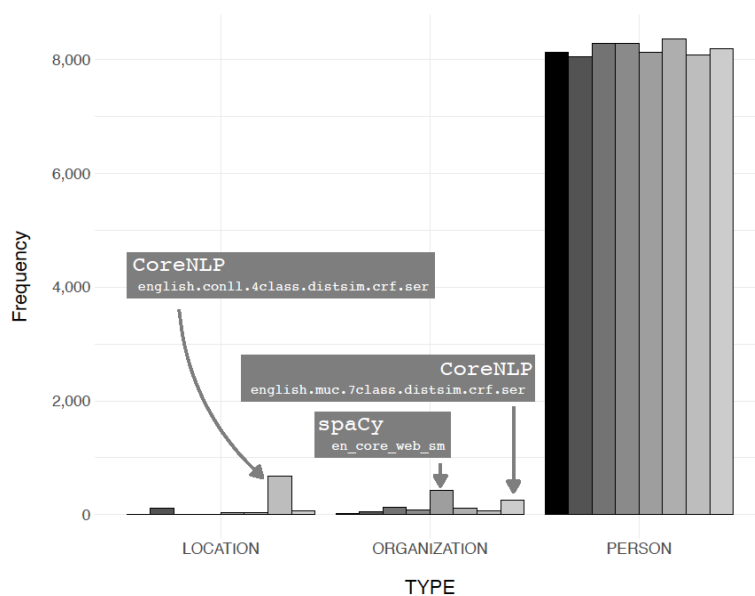 8,000
6,000
Frequency
CoreNLP
english.conll.4class.distsim.crf.ser
4,000
CoreNLP
english.muc.7class.distsim.crf.ser
2,000
spaCy
en_core_web_sm
0
LOCATION
ORGANIZATION
PERSON
TYPE